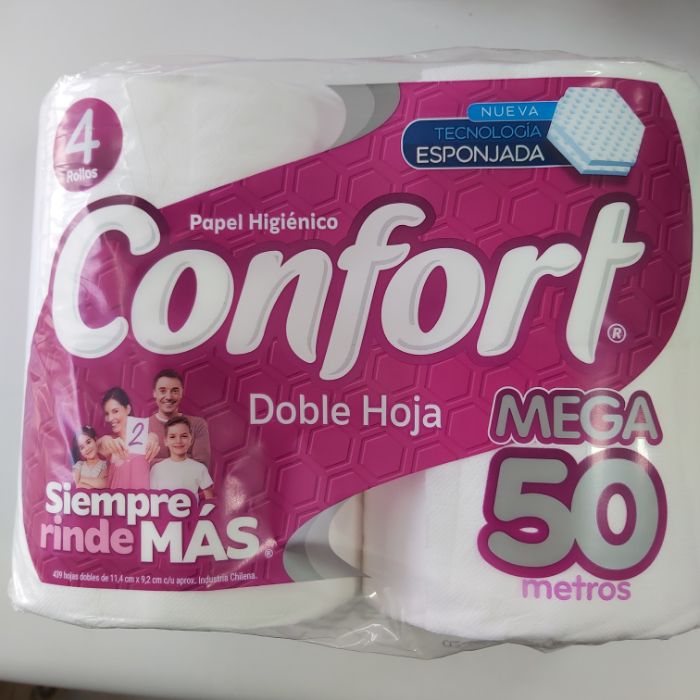 4
Rollos
NUEVA
TECNOLOGÍA
ESPONJADA
Papel Higiénico
Confort®
Doble Hoja
MEGA
50
metros
2
Siempre
rinde MÁS®
439 hojas dobles de 11,4 cm x 9,2 cm c/u aprox. Industria Chilena.